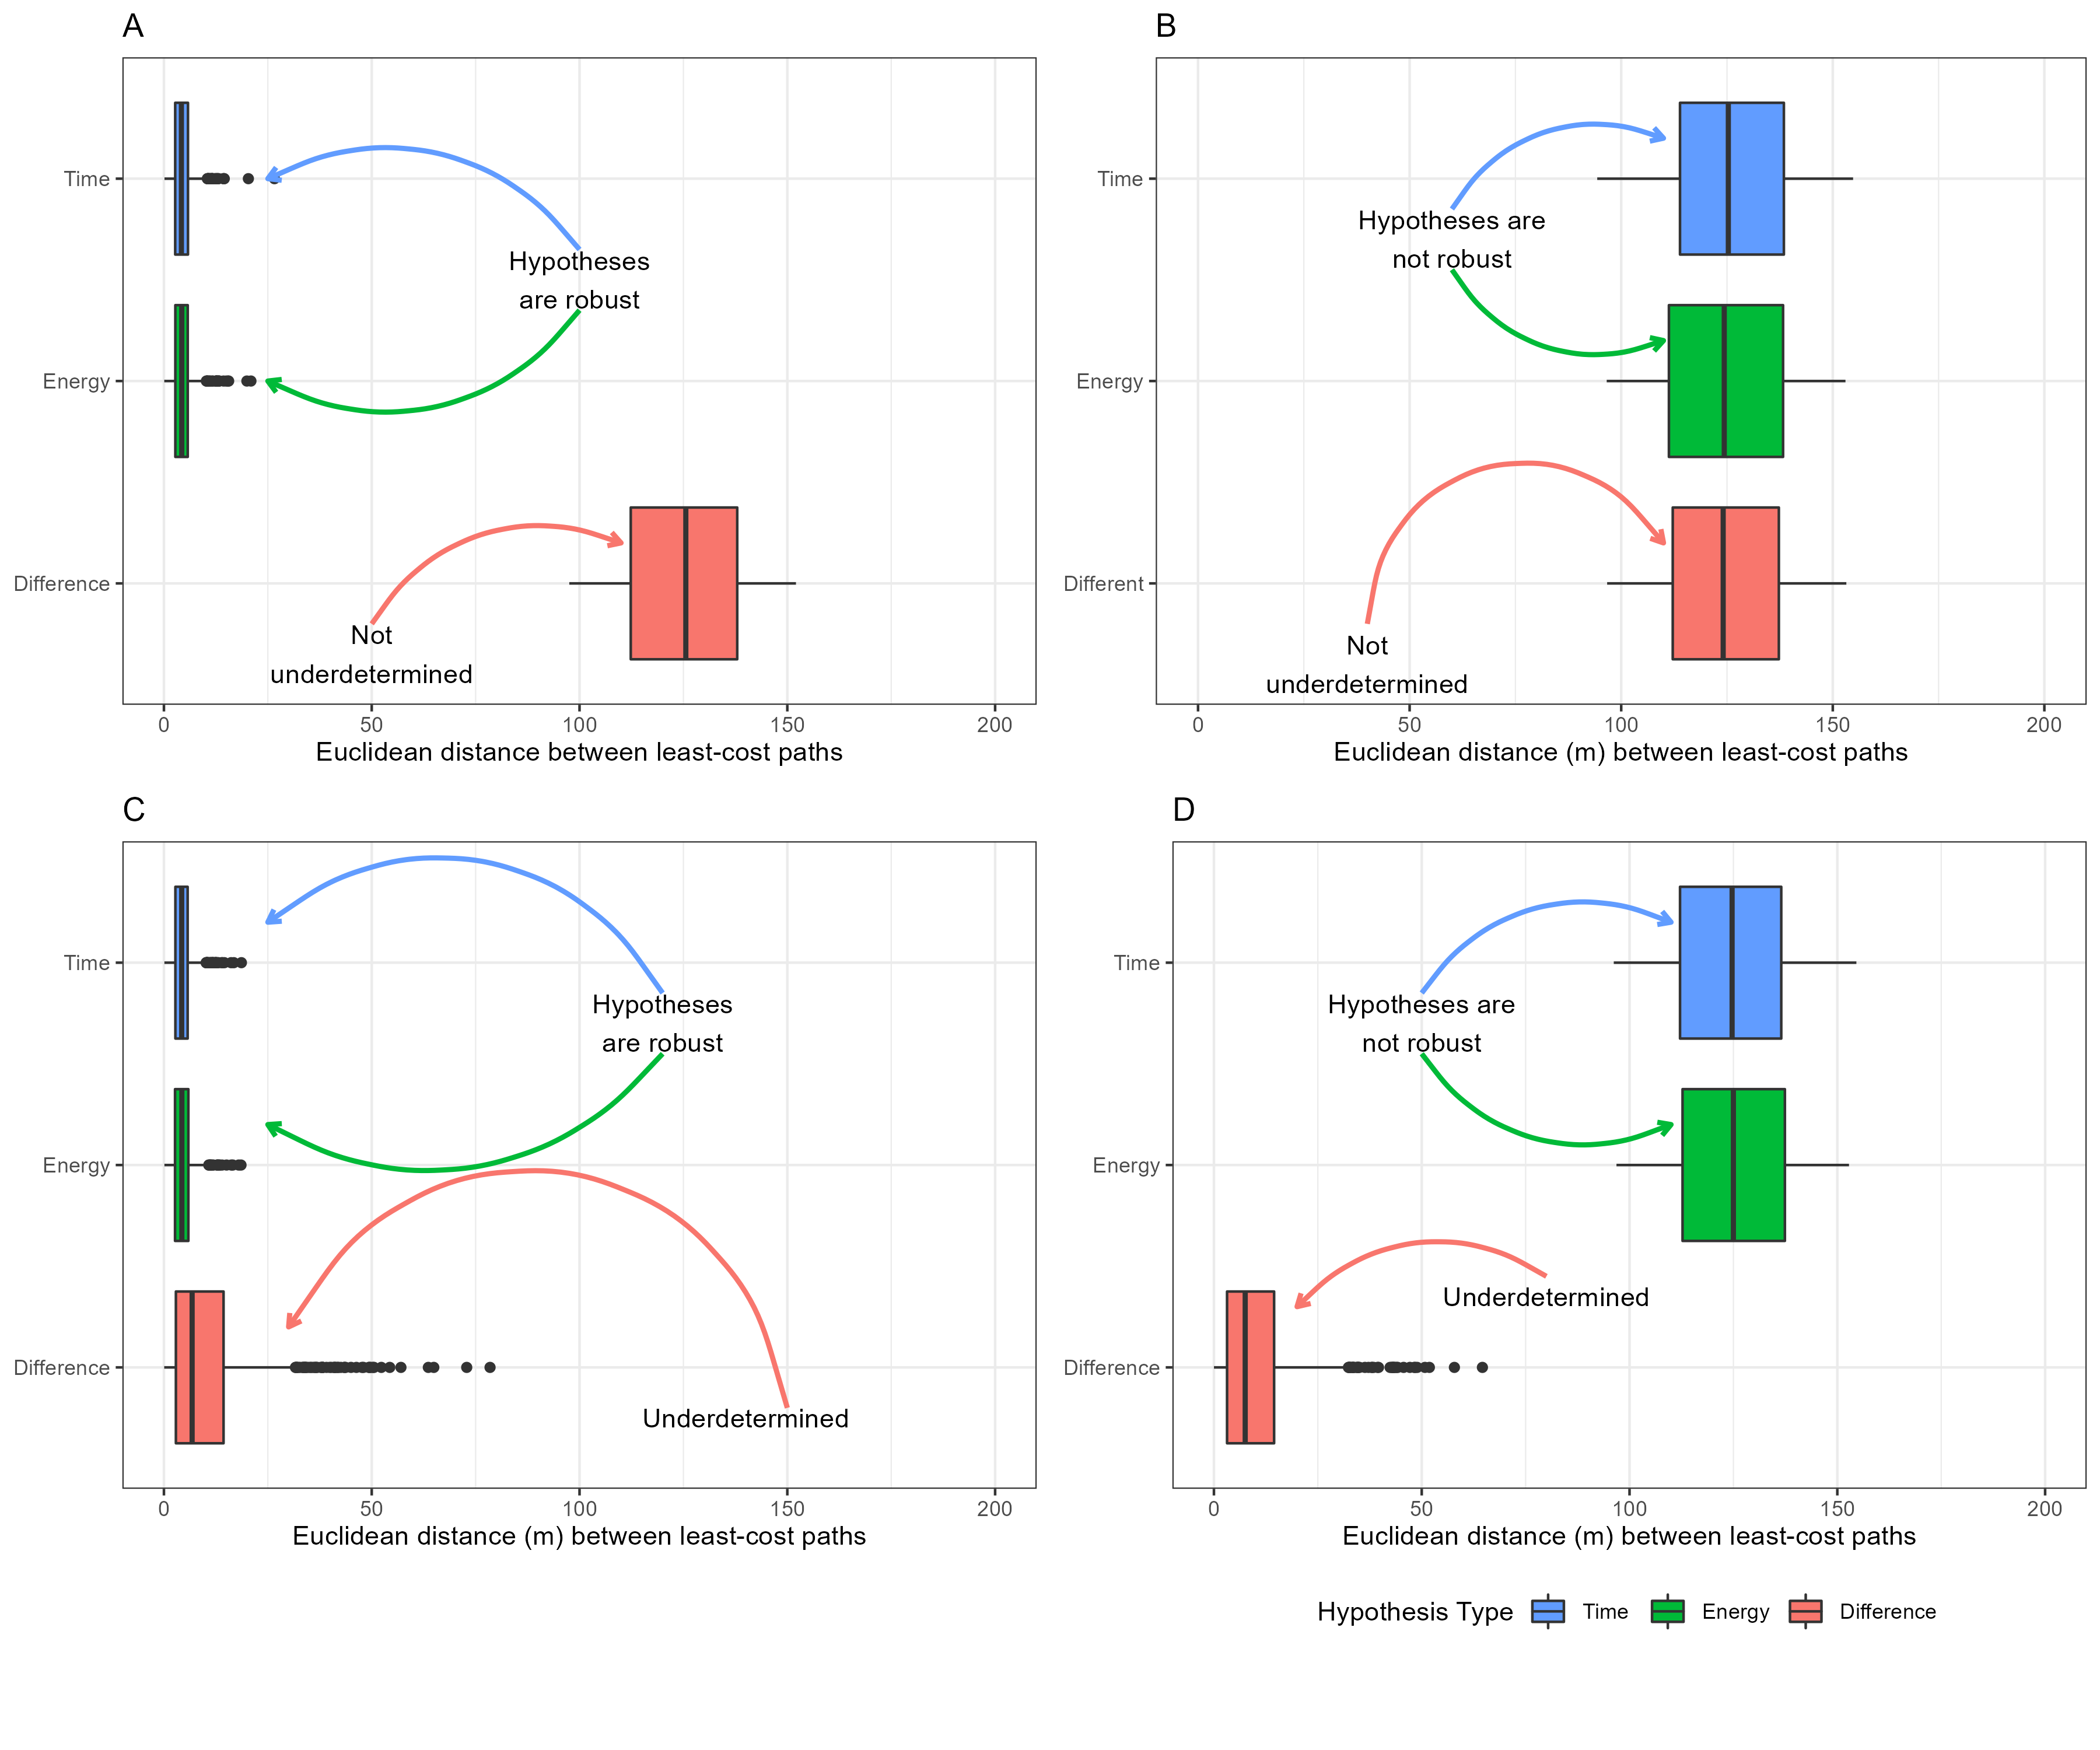 A
Time
Energy
Difference
Hypotheses
are robust
Not
underdetermined
0 50 100 150 200
Euclidean distance between least-cost paths
B
Time
Energy
Different
Hypotheses are
not robust
Not
underdetermined
0 50 100 150 200
Euclidean distance (m) between least-cost paths
C
Time
Energy
Difference
Hypotheses
are robust
Underdetermined
0 50 100 150 200
Euclidean distance (m) between least-cost paths
D
Time
Energy
Difference
Hypotheses are
not robust
Underdetermined
0 50 100 150 200
Euclidean distance (m) between least-cost paths
Hypothesis Type Time Energy Difference